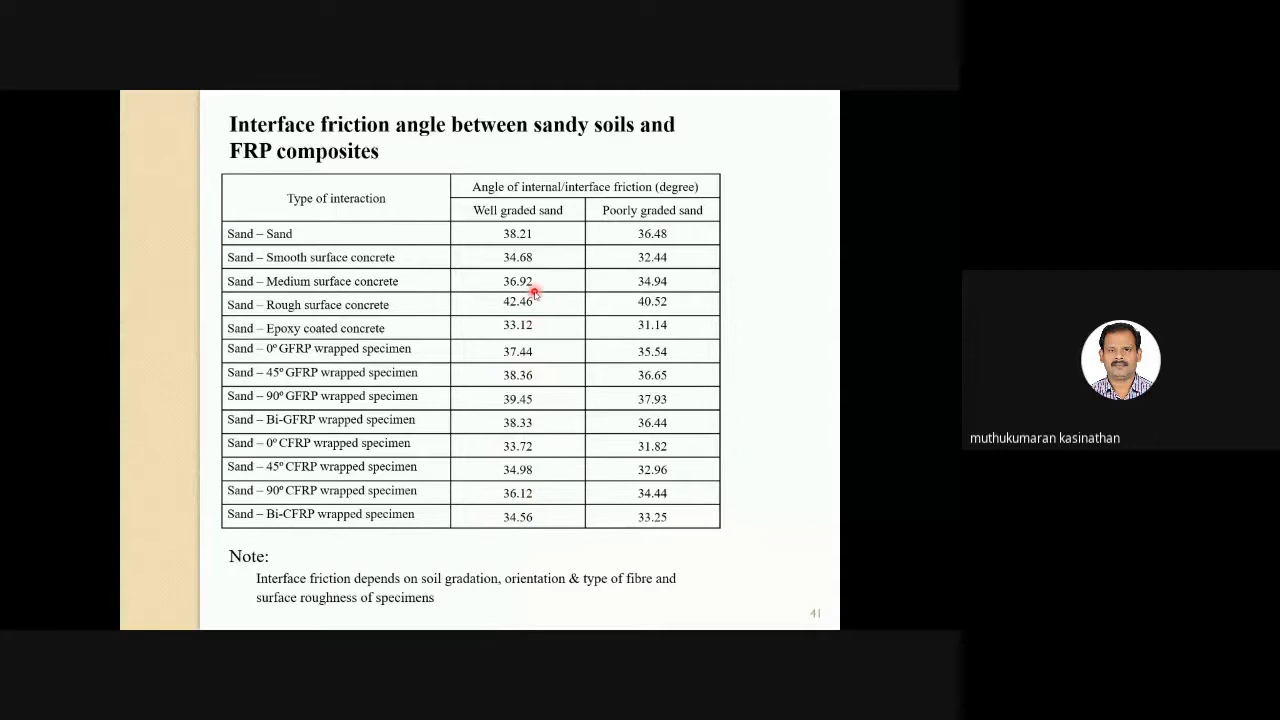 Interface friction angle between sandy soils and
FRP composites
Type of interaction
Angle of internal/interface friction (degree)
Well graded sand Poorly graded sand
Sand – Sand 38.21 36.48
Sand – Smooth surface concrete 34.68 32.44
Sand – Medium surface concrete 36.92 34.94
Sand – Rough surface concrete 42.46 40.52
Sand – Epoxy coated concrete 33.12 31.14
Sand – 0º GFRP wrapped specimen 37.44 35.54
Sand – 45º GFRP wrapped specimen 38.36 36.65
Sand – 90º GFRP wrapped specimen 39.45 37.93
Sand – Bi-GFRP wrapped specimen 38.33 36.44
Sand – 0º CFRP wrapped specimen 33.72 31.82
Sand – 45º CFRP wrapped specimen 34.98 32.96
Sand – 90º CFRP wrapped specimen 36.12 34.44
Sand – Bi-CFRP wrapped specimen 34.56 33.25
Note:
Interface friction depends on soil gradation, orientation & type of fibre and
surface roughness of specimens
41
muthukumaran kasinathan